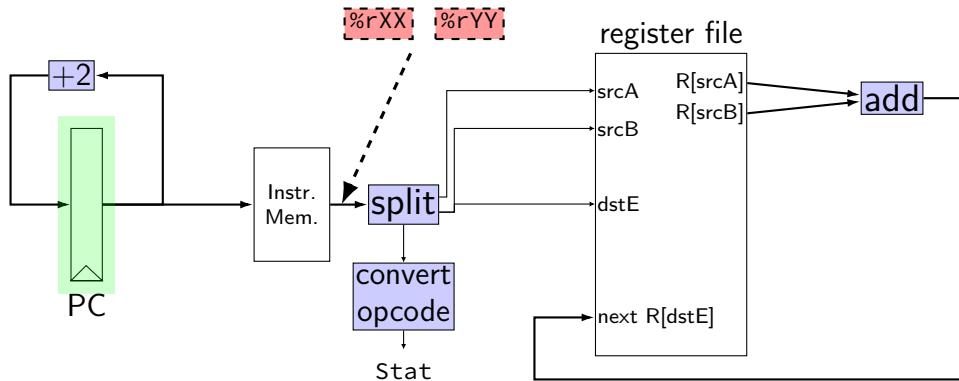 %rXX %rYY
register file
+2
R[srcA]
srcA
add
R[srcB]
srcB
Instr.
Mem.
split
dstE
convert
opcode
PC
next R[dstE]
Stat